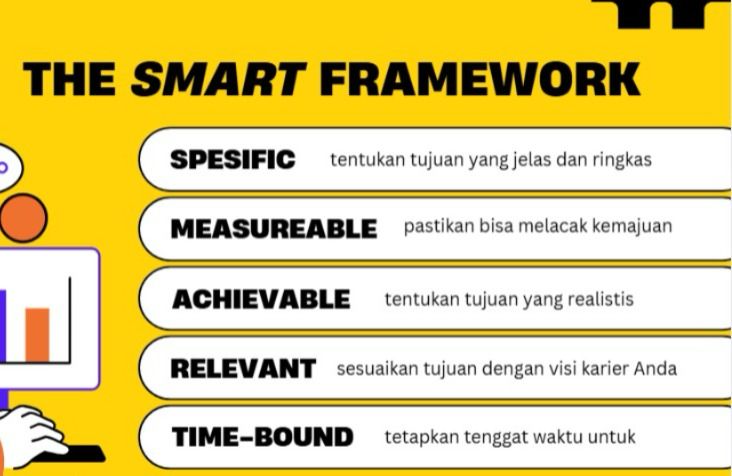 THE SMART FRAMEWORK
SPESIFIC tentukan tujuan yang jelas dan ringkas
MEASUREABLE pastikan bisa melacak kemajuan
ACHIEVABLE tentukan tujuan yang realistis
RELEVANT sesuaikan tujuan dengan visi karier Anda
TIME-BOUND tetapkan tenggat waktu untuk